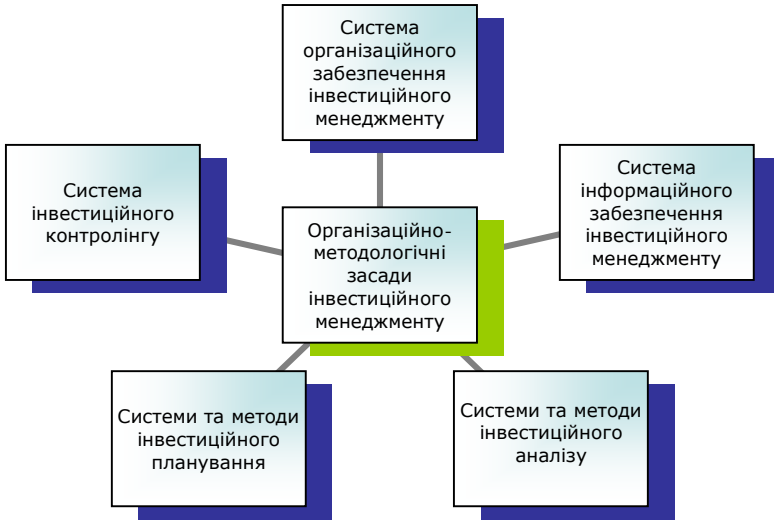 Система
організаційного
забезпечення
інвестиційного
менеджменту
Система
інвестиційного
контролінгу
Організаційно-
методологічні
засади
інвестиційного
менеджменту
Система
інформаційного
забезпечення
інвестиційного
менеджменту
Системи та методи
інвестиційного
планування
Системи та методи
інвестиційного
аналізу